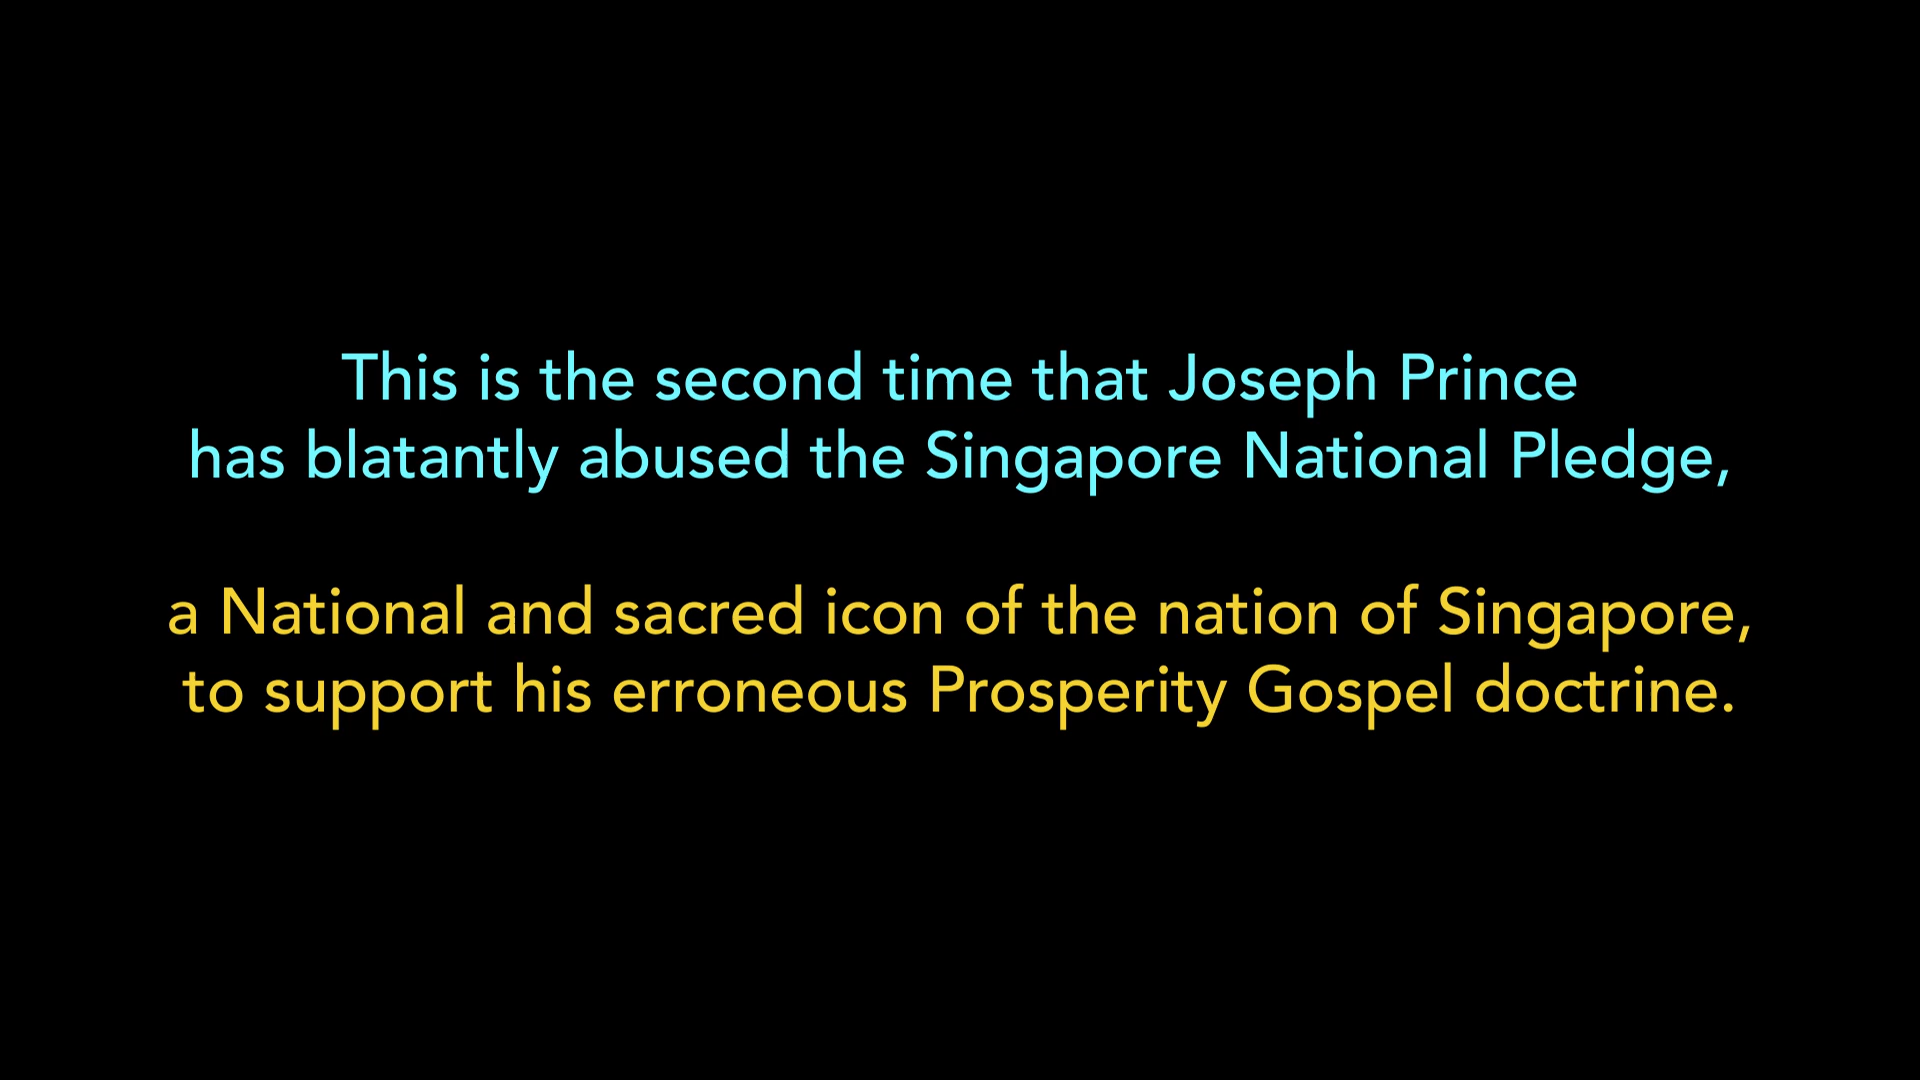 This is the second time that Joseph Prince
has blatantly abused the Singapore National Pledge,
a National and sacred icon of the nation of Singapore,
to support his erroneous Prosperity Gospel doctrine.